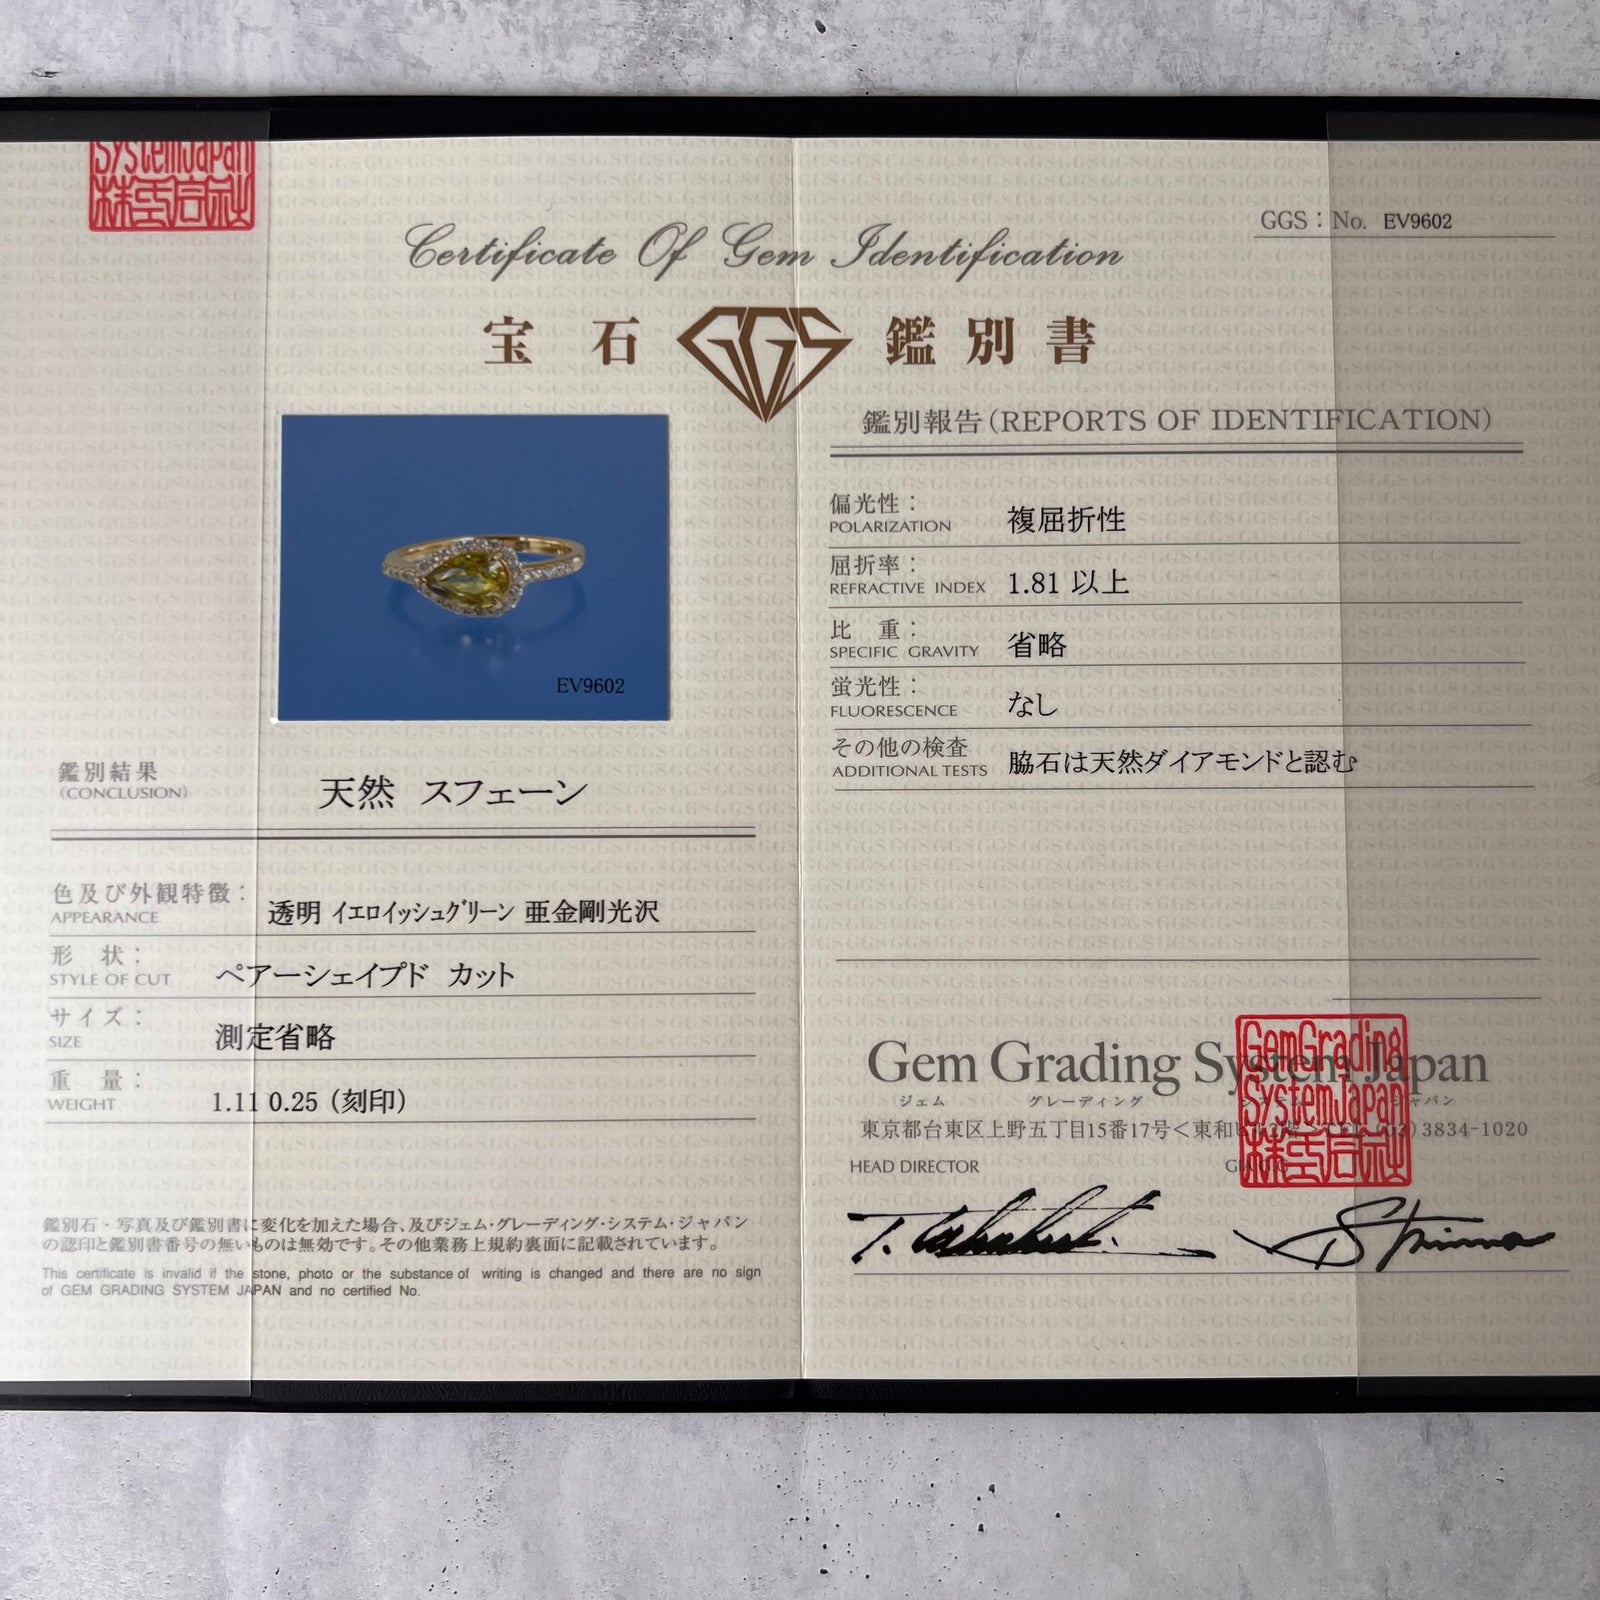 SystemJapan
株式会社
GGS：No. EV9602
Certificate Of Gem Identification
宝石 GGS 鑑別書
EV9602
鑑別結果
(CONCLUSION)
天然 スフェーン
色及び外観特徴：
APPEARANCE
透明 ｲｴﾛｲｯｼｭｸﾞﾘｰﾝ 亜金剛光沢
形 状：
STYLE OF CUT
ペアーシェイプド カット
サイズ：
SIZE
測定省略
重 量：
WEIGHT
1.11 0.25 (刻印)
鑑別石・写真及び鑑別書に変化を加えた場合、及びジェム・グレーディング・システム・ジャパン
の認印と鑑別書番号の無いものは無効です。その他業務上規約裏面に記載されています。
This certificate is invalid if the stone, photo or the substance of writing is changed and there are no sign
of GEM GRADING SYSTEM JAPAN and no certified No.
鑑別報告(REPORTS OF IDENTIFICATION)
偏光性：
POLARIZATION
複屈折性
屈折率：
REFRACTIVE INDEX
1.81 以上
比 重：
SPECIFIC GRAVITY
省略
蛍光性：
FLUORESCENCE
なし
その他の検査
ADDITIONAL TESTS
脇石は天然ダイアモンドと認む
Gem Grading System Japan
ジェム グレーディング システム ジャパン
東京都台東区上野五丁目15番17号＜東和 3834-1020
HEAD DIRECTOR
GemGrading
SystemJapan
株式会社